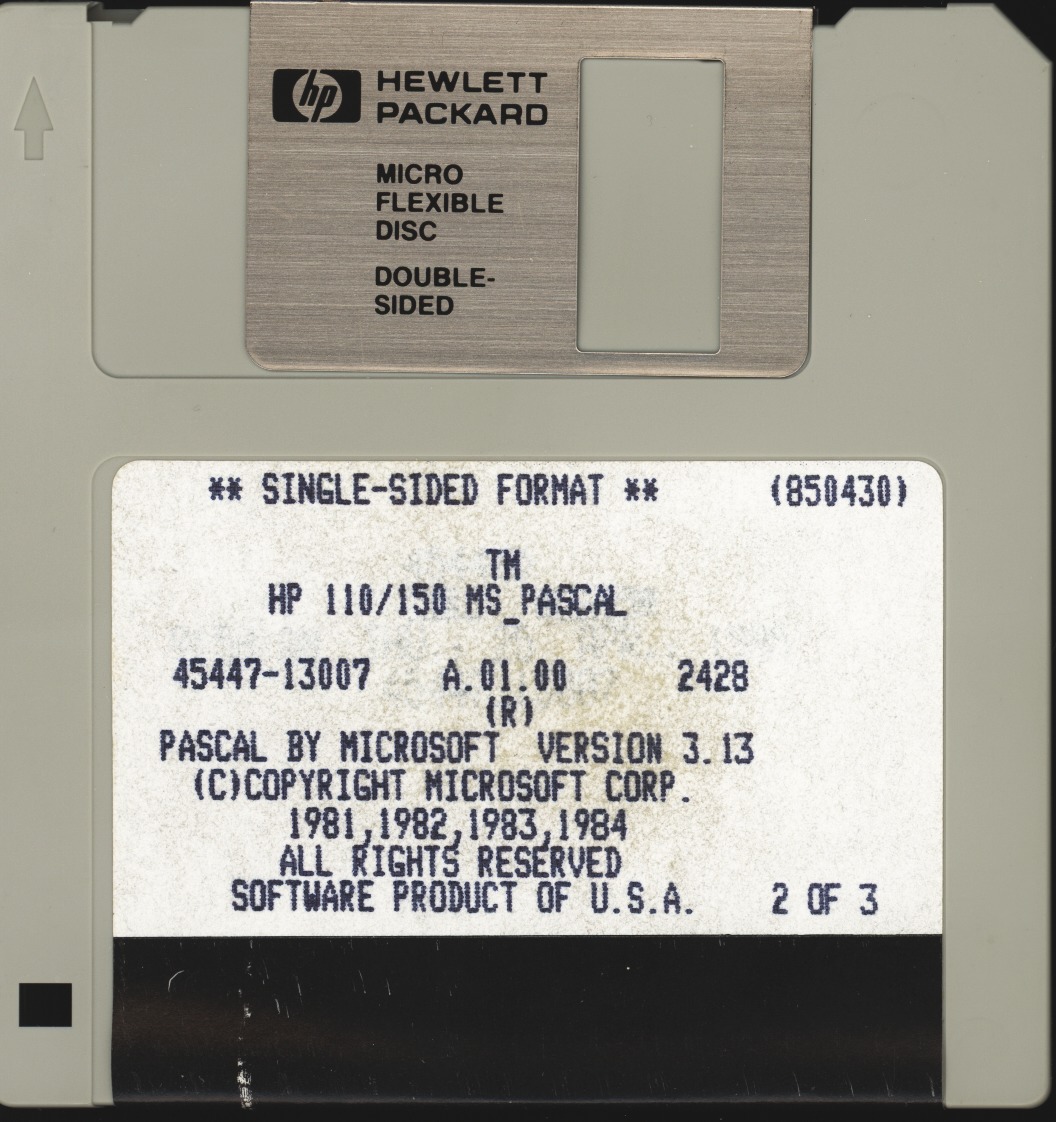 hp HEWLETT
PACKARD
MICRO
FLEXIBLE
DISC
DOUBLE-
SIDED
** SINGLE-SIDED FORMAT ** (850430)
TM
HP 110/150 MS_PASCAL
45447-13007 A.01.00 2428
(R)
PASCAL BY MICROSOFT VERSION 3.13
(C)COPYRIGHT MICROSOFT CORP.
1981,1982,1983,1984
ALL RIGHTS RESERVED
SOFTWARE PRODUCT OF U.S.A. 2 OF 3